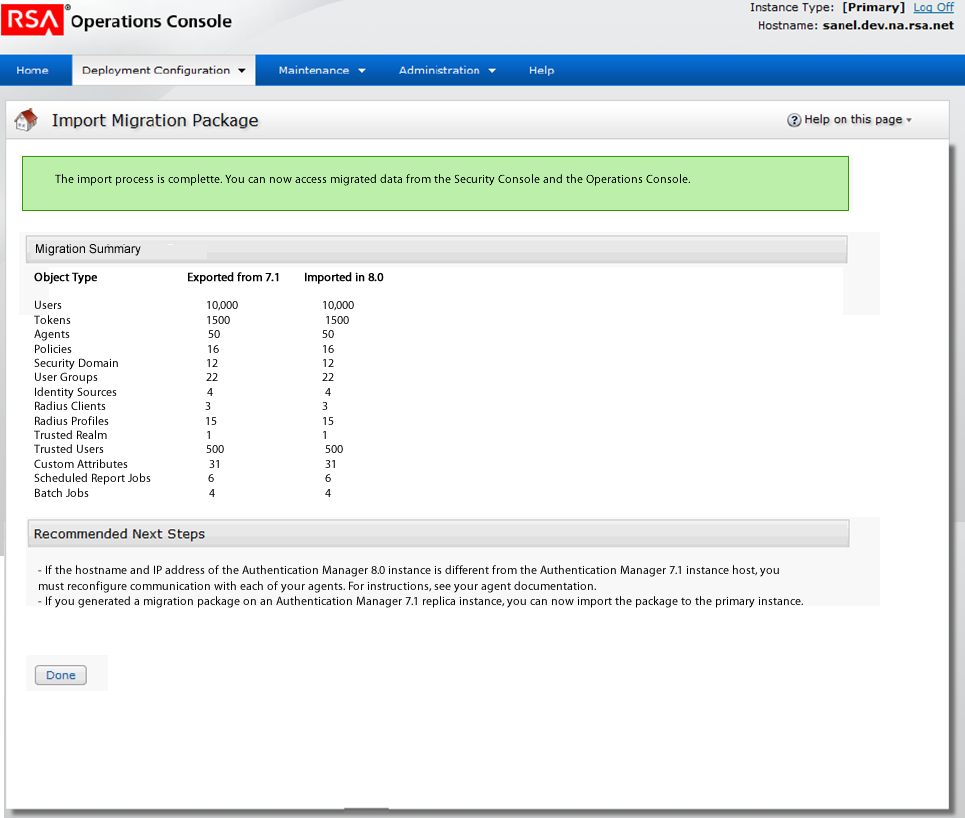 RSA® Operations Console
Instance Type: [Primary] Log Off
Hostname: sanel.dev.na.rsa.net
Home Deployment Configuration Maintenance Administration Help
Import Migration Package
Help on this page
The import process is complette. You can now access migrated data from the Security Console and the Operations Console.
Migration Summary
Object Type Exported from 7.1 Imported in 8.0
Users 10,000 10,000
Tokens 1500 1500
Agents 50 50
Policies 16 16
Security Domain 12 12
User Groups 22 22
Identity Sources 4 4
Radius Clients 3 3
Radius Profiles 15 15
Trusted Realm 1 1
Trusted Users 500 500
Custom Attributes 31 31
Scheduled Report Jobs 6 6
Batch Jobs 4 4
Recommended Next Steps
- If the hostname and IP address of the Authentication Manager 8.0 instance is different from the Authentication Manager 7.1 instance host, you
must reconfigure communication with each of your agents. For instructions, see your agent documentation.
- If you generated a migration package on an Authentication Manager 7.1 replica instance, you can now import the package to the primary instance.
Done